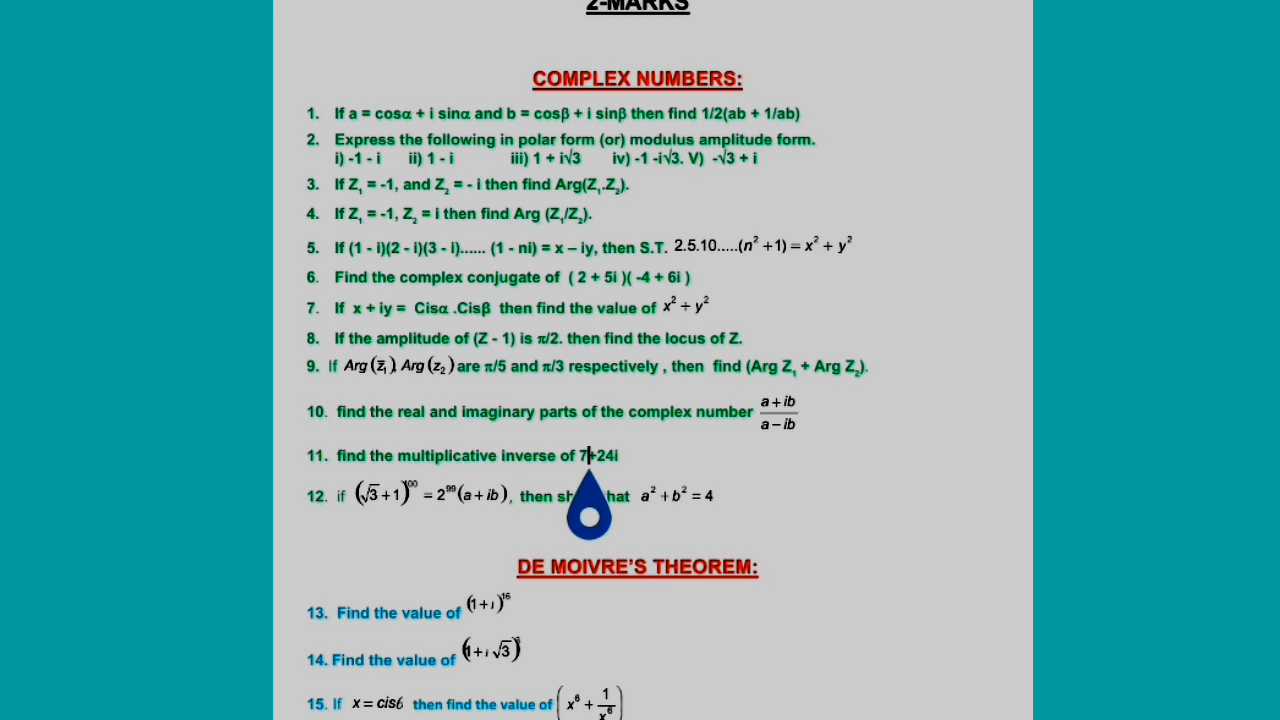 2-MARKS
COMPLEX NUMBERS:
1. If a = cosα + i sinα and b = cosβ + i sinβ then find 1/2(ab + 1/ab)
2. Express the following in polar form (or) modulus amplitude form.
i) -1 - i ii) 1 - i iii) 1 + i√3 iv) -1 -i√3. V) -√3 + i
3. If Z₁ = -1, and Z₂ = - i then find Arg(Z₁.Z₂).
4. If Z₁ = -1, Z₂ = i then find Arg (Z₁/Z₂).
5. If (1 - i)(2 - i)(3 - i)...... (1 - ni) = x – iy, then S.T. 2.5.10.....(n² +1) = x² + y²
6. Find the complex conjugate of ( 2 + 5i )( -4 + 6i )
7. If x + iy = Cisα .Cisβ then find the value of x² + y²
8. If the amplitude of (Z - 1) is π/2. then find the locus of Z.
9. If Arg (z̄₁), Arg (z₂) are π/5 and π/3 respectively , then find (Arg Z₁ + Arg Z₂).
10. find the real and imaginary parts of the complex number a + ib / a − ib
11. find the multiplicative inverse of 7+24i
12. if (√3 +1)¹⁰⁰ = 2⁹⁹ (a + ib), then hat a² + b² = 4
DE MOIVRE'S THEOREM:
13. Find the value of (1+ i)¹⁶
14. Find the value of (1+ i √3)
15. If x = cis then find the value of (x⁶ + 1/x⁶)